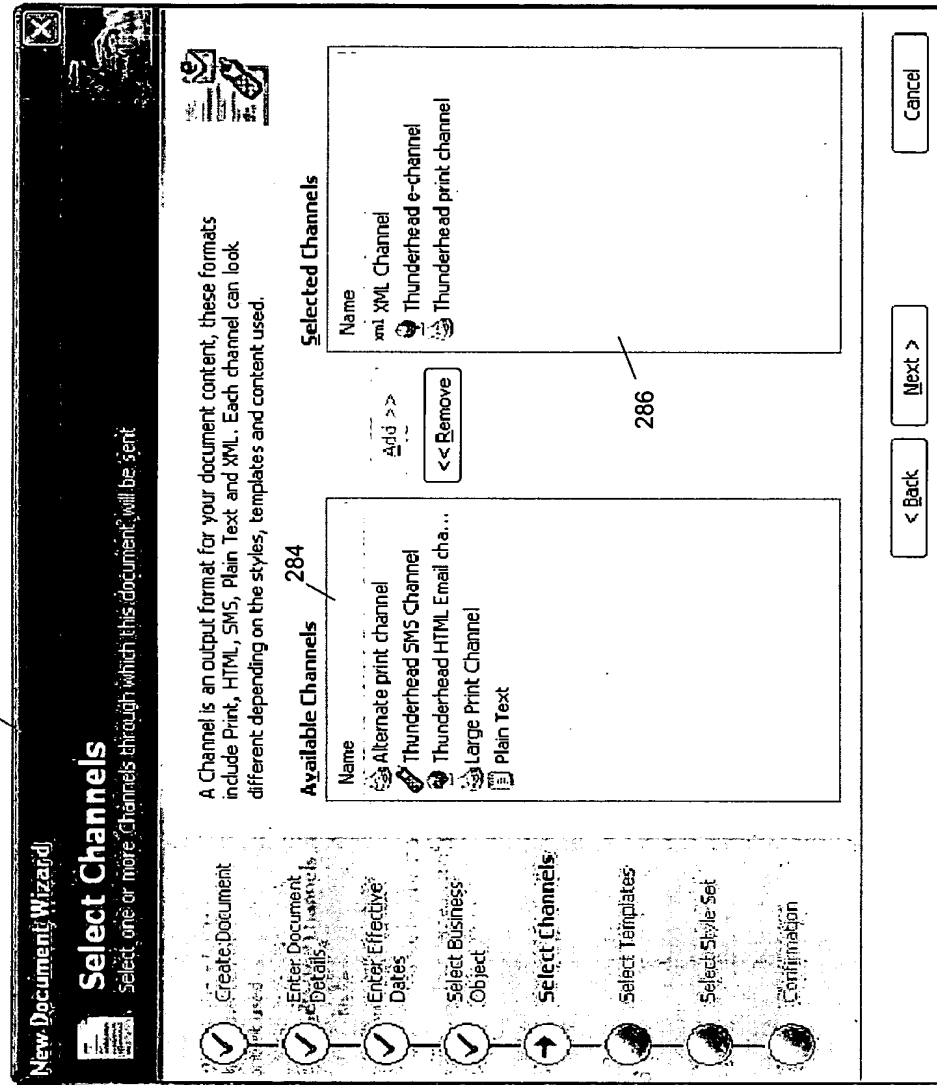 New Document Wizard
Select Channels
Select one or more Channels through which this document will be sent
Create Document
Enter Document
Details
Enter Effective
Dates
Select Business
Object
Select Channels
Select Templates
Select Style Set
Confirmation
A Channel is an output format for your document content, these formats
include Print, HTML, SMS, Plain Text and XML. Each channel can look
different depending on the styles, templates and content used.
Available Channels
284
Name
Alternate print channel
Thunderhead SMS Channel
Thunderhead HTML Email cha...
Large Print Channel
Plain Text
Add >>
<< Remove
Selected Channels
Name
xml XML Channel
Thunderhead e-channel
Thunderhead print channel
286
< Back
Next >
Cancel